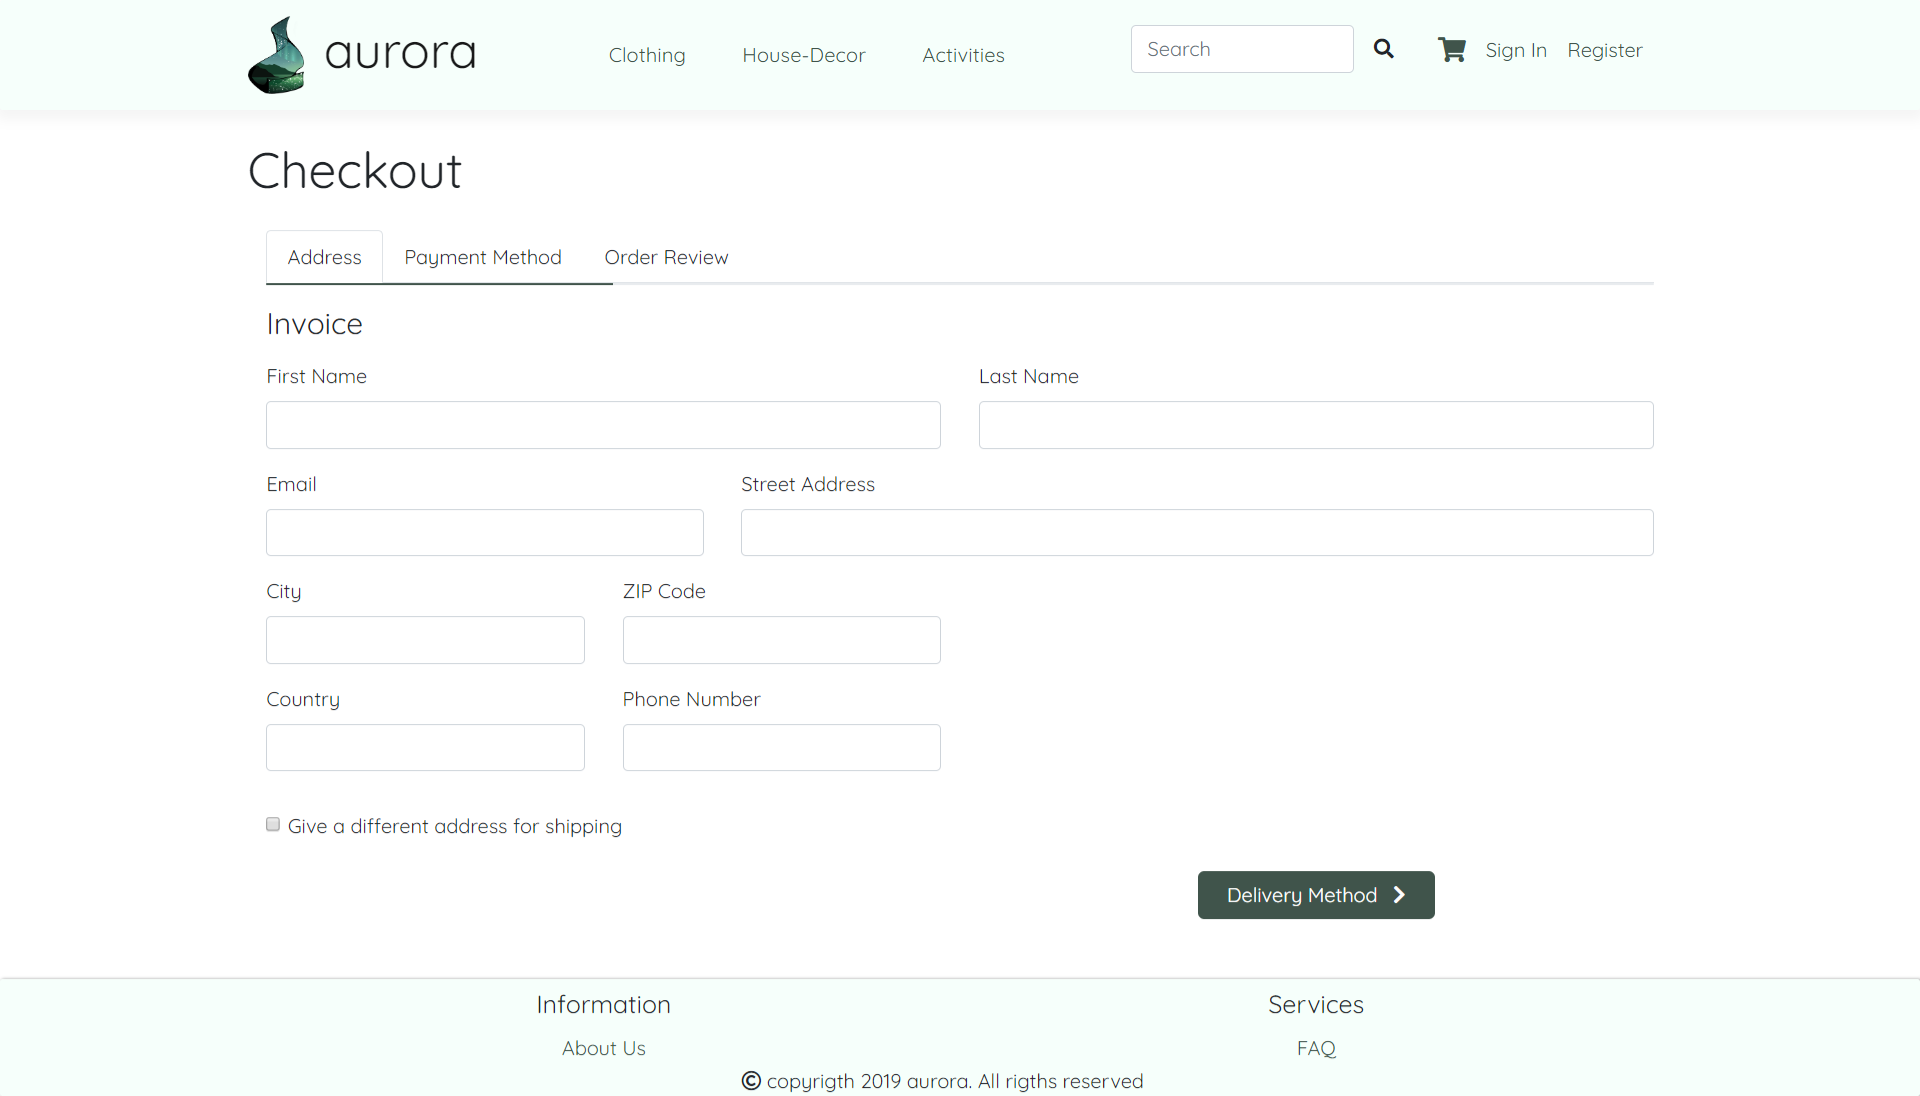 aurora
Clothing House-Decor Activities
Search
Sign In Register
Checkout
Address Payment Method Order Review
Invoice
First Name Last Name
Email Street Address
City ZIP Code
Country Phone Number
Give a different address for shipping
Delivery Method
Information Services
About Us FAQ
© copyrigth 2019 aurora. All rigths reserved